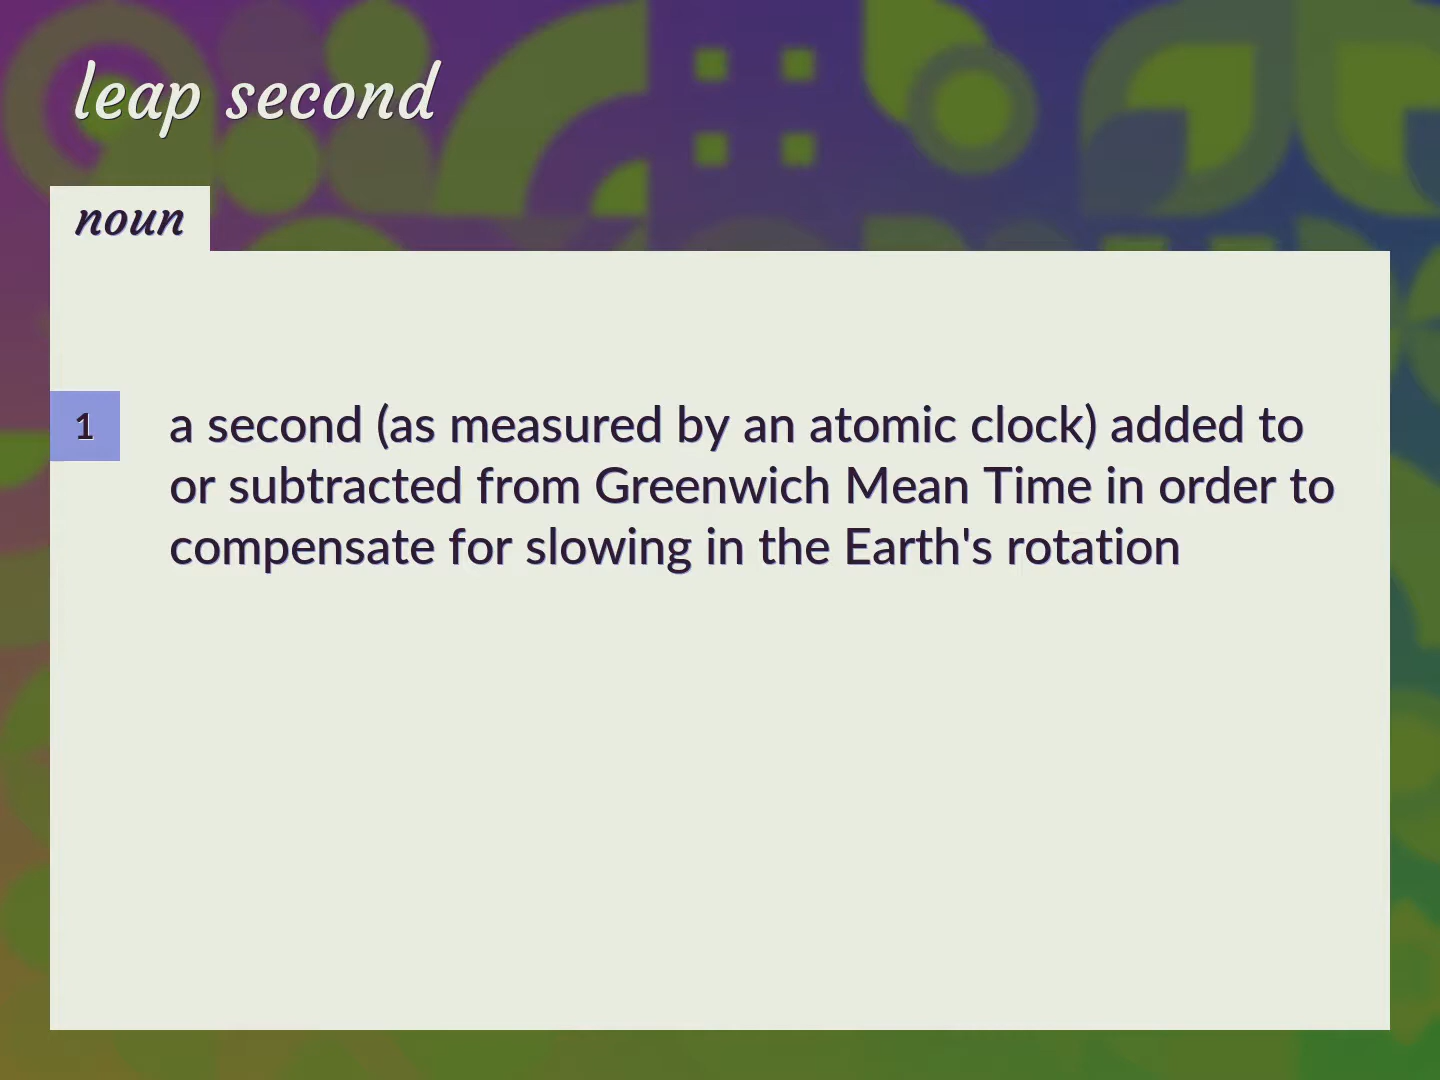 leap second
noun
1
a second (as measured by an atomic clock) added to
or subtracted from Greenwich Mean Time in order to
compensate for slowing in the Earth's rotation